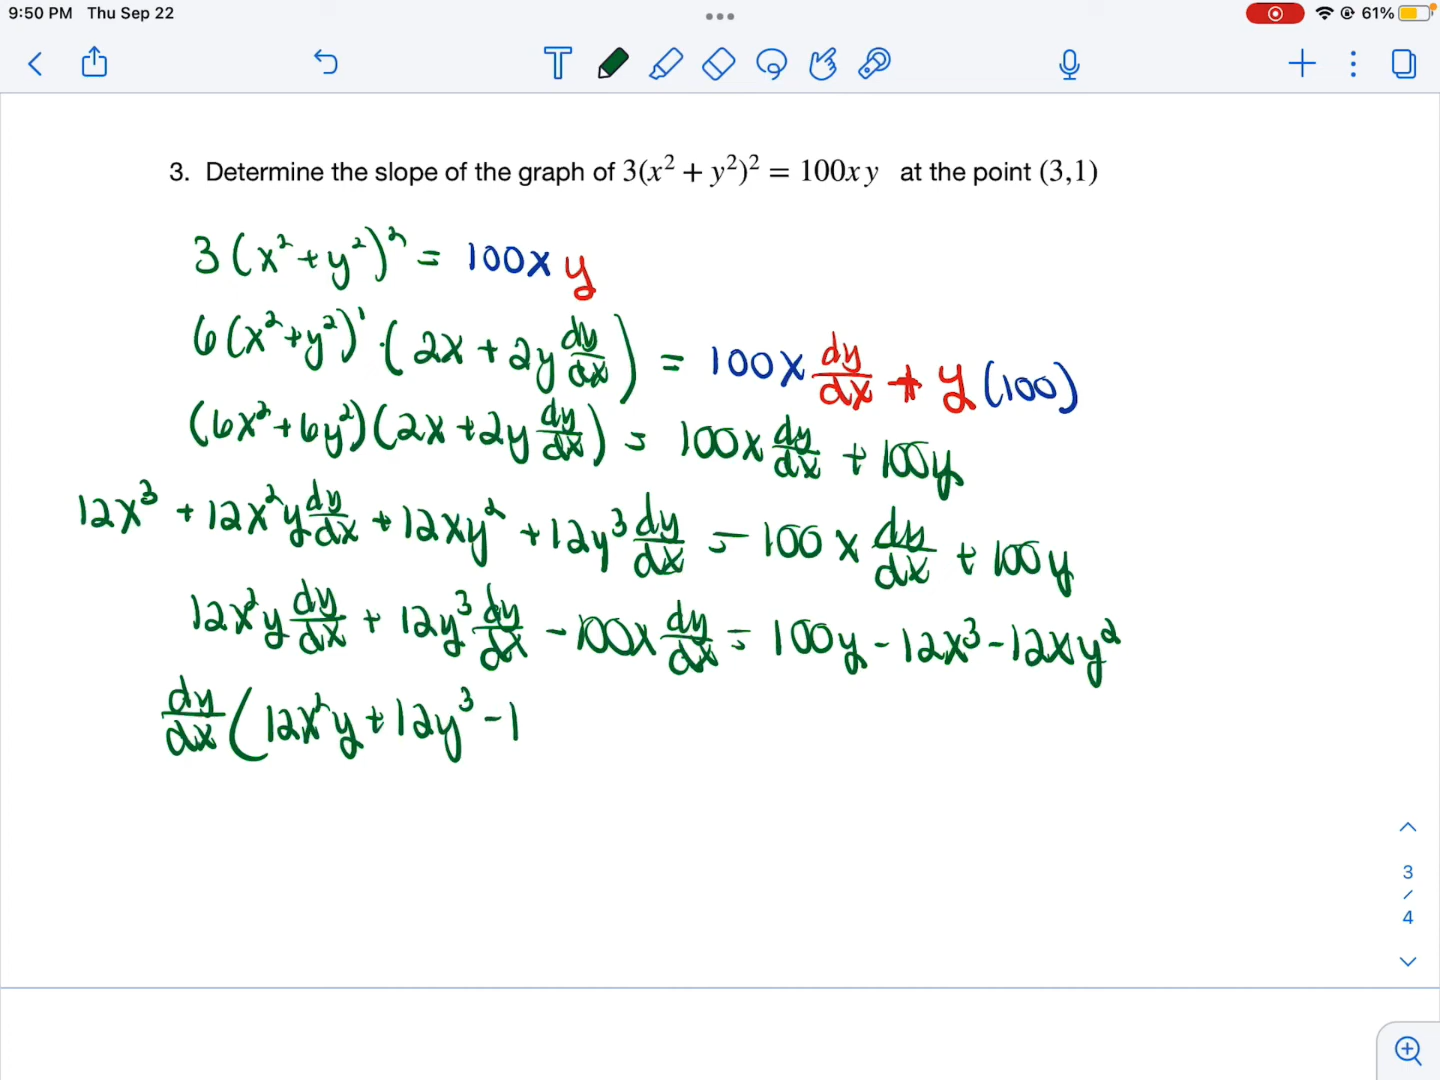 9:50 PM Thu Sep 22 61%
T
3. Determine the slope of the graph of 3(x² + y²)² = 100xy at the point (3,1)
3(x² + y²)² = 100x y
6(x² + y²)¹ · (2x + 2y dy/dx) = 100x dy/dx + y(100)
(6x² + 6y²)(2x + 2y dy/dx) = 100x dy/dx + 100y
12x³ + 12x²y dy/dx + 12xy² + 12y³ dy/dx = 100x dy/dx + 100y
12x²y dy/dx + 12y³ dy/dx - 100x dy/dx = 100y - 12x³ - 12xy²
dy/dx (12x²y + 12y³ - 1
3
/
4